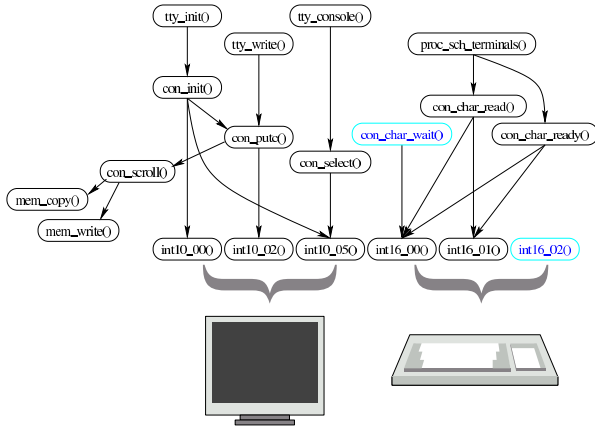 tty_init()
tty_console()
tty_write()
proc_sch_terminals()
con_init()
con_char_read()
con_putc()
con_char_wait()
con_char_ready()
con_scroll()
con_select()
mem_copy()
mem_write()
int10_00()
int10_02()
int10_05()
int16_00()
int16_01()
int16_02()